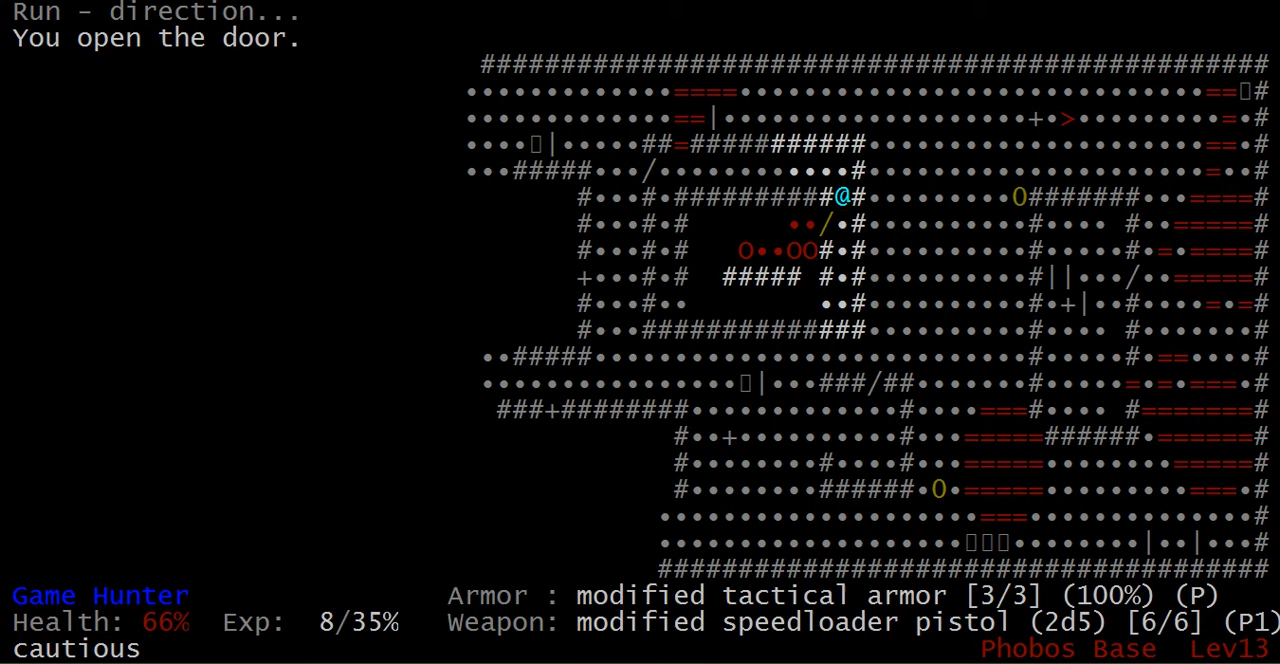 Run - direction...
You open the door.
Game Hunter
Armor : modified tactical armor [3/3] (100%) (P)
Health: 66% Exp: 8/35% Weapon: modified speedloader pistol (2d5) [6/6] (P1)
cautious
Phobos Base Lev13